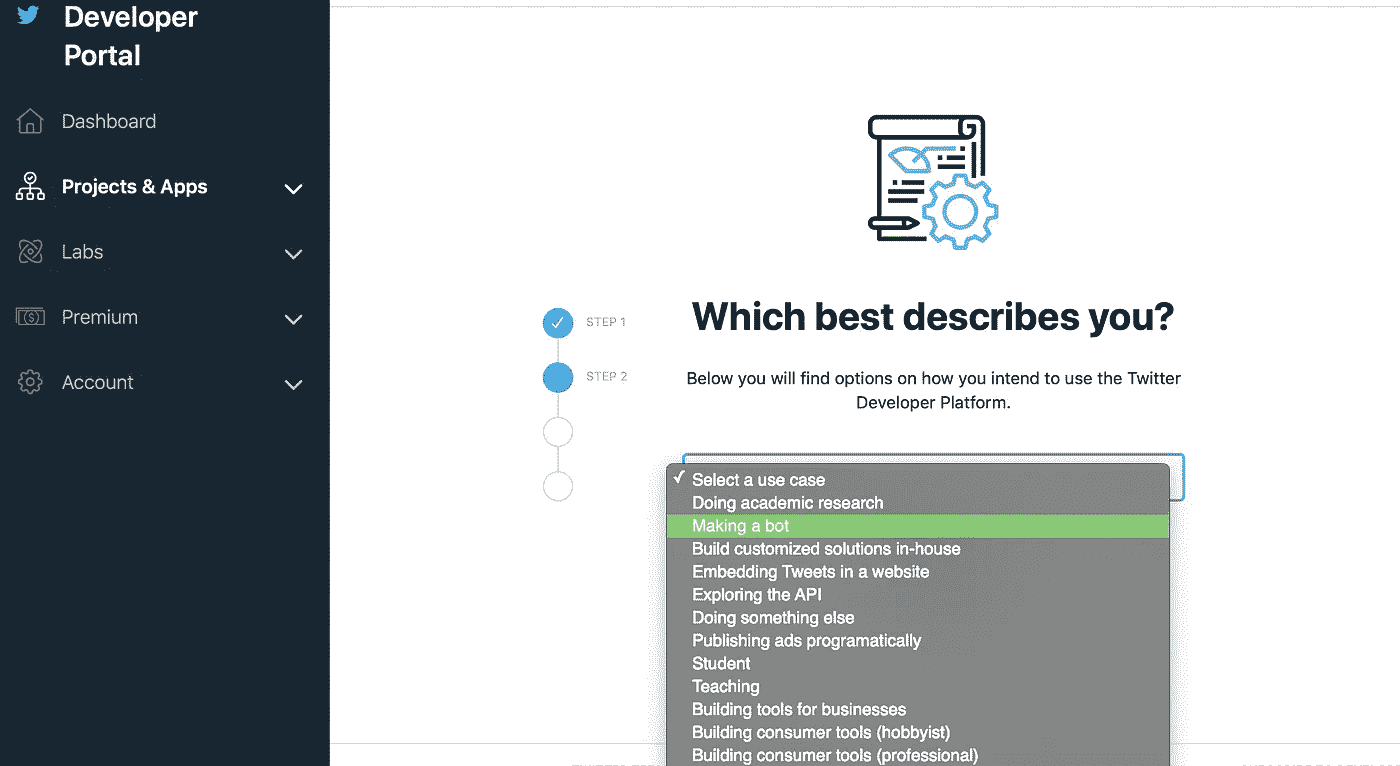 Developer
Portal
Dashboard
Projects & Apps
Labs
Premium
Account
STEP 1
STEP 2
Which best describes you?
Below you will find options on how you intend to use the Twitter
Developer Platform.
Select a use case
Doing academic research
Making a bot
Build customized solutions in-house
Embedding Tweets in a website
Exploring the API
Doing something else
Publishing ads programatically
Student
Teaching
Building tools for businesses
Building consumer tools (hobbyist)
Building consumer tools (professional)